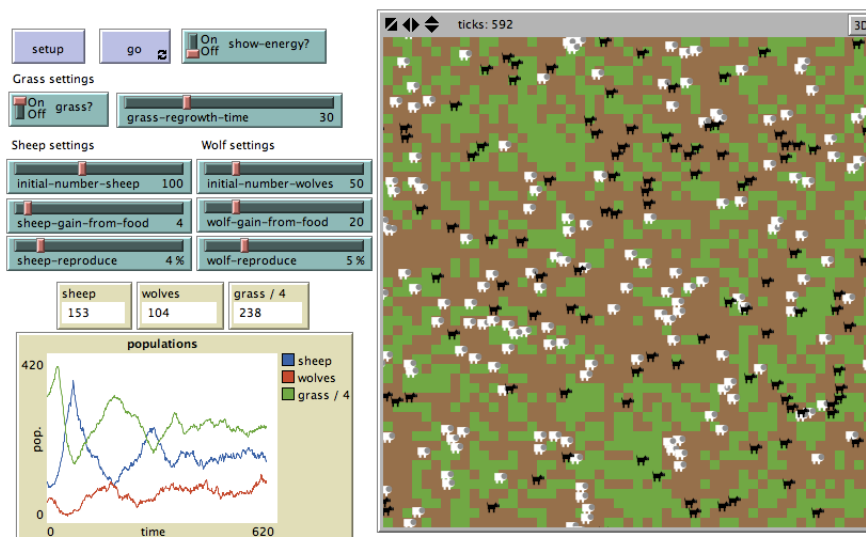 setup
go
On
Off
show-energy?
ticks: 592
3D
Grass settings
On
Off
grass?
grass-regrowth-time 30
Sheep settings
Wolf settings
initial-number-sheep 100
initial-number-wolves 50
sheep-gain-from-food 4
wolf-gain-from-food 20
sheep-reproduce 4 %
wolf-reproduce 5 %
sheep
153
wolves
104
grass / 4
238
populations
420
pop.
0
0
time
620
sheep
wolves
grass / 4